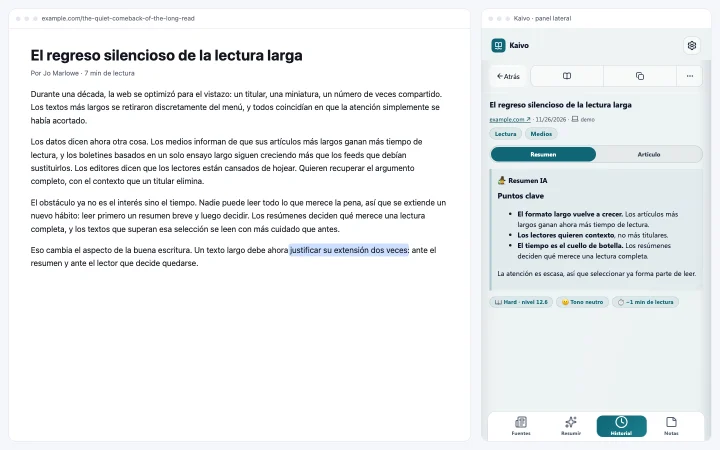 example.com/the-quiet-comeback-of-the-long-read
El regreso silencioso de la lectura larga
Por Jo Marlowe · 7 min de lectura
Durante una década, la web se optimizó para el vistazo: un titular, una miniatura, un número de veces compartido.
Los textos más largos se retiraron discretamente del menú, y todos coincidían en que la atención simplemente se
había acortado.
Los datos dicen ahora otra cosa. Los medios informan de que sus artículos más largos ganan más tiempo de
lectura, y los boletines basados en un solo ensayo largo siguen creciendo más que los feeds que debían
sustituirlos. Los editores dicen que los lectores están cansados de hojear. Quieren recuperar el argumento
completo, con el contexto que un titular elimina.
El obstáculo ya no es el interés sino el tiempo. Nadie puede leer todo lo que merece la pena, así que se extiende un
nuevo hábito: leer primero un resumen breve y luego decidir. Los resúmenes deciden qué merece una lectura
completa, y los textos que superan esa selección se leen con más cuidado que antes.
Eso cambia el aspecto de la buena escritura. Un texto largo debe ahora justificar su extensión dos veces: ante el
resumen y ante el lector que decide quedarse.
Kaivo · panel lateral
Kaivo
←Atrás
El regreso silencioso de la lectura larga
example.com ↗ · 11/26/2026 · demo
Lectura
Medios
Resumen
Artículo
Resumen IA
Puntos clave
• El formato largo vuelve a crecer. Los artículos más
largos ganan ahora más tiempo de lectura.
• Los lectores quieren contexto, no más titulares.
• El tiempo es el cuello de botella. Los resúmenes
deciden qué merece una lectura completa.
La atención es escasa, así que seleccionar ya forma parte de leer.
Hard · nivel 12.6
Tono neutro
~1 min de lectura
Fuentes
Resumir
Historial
Notas